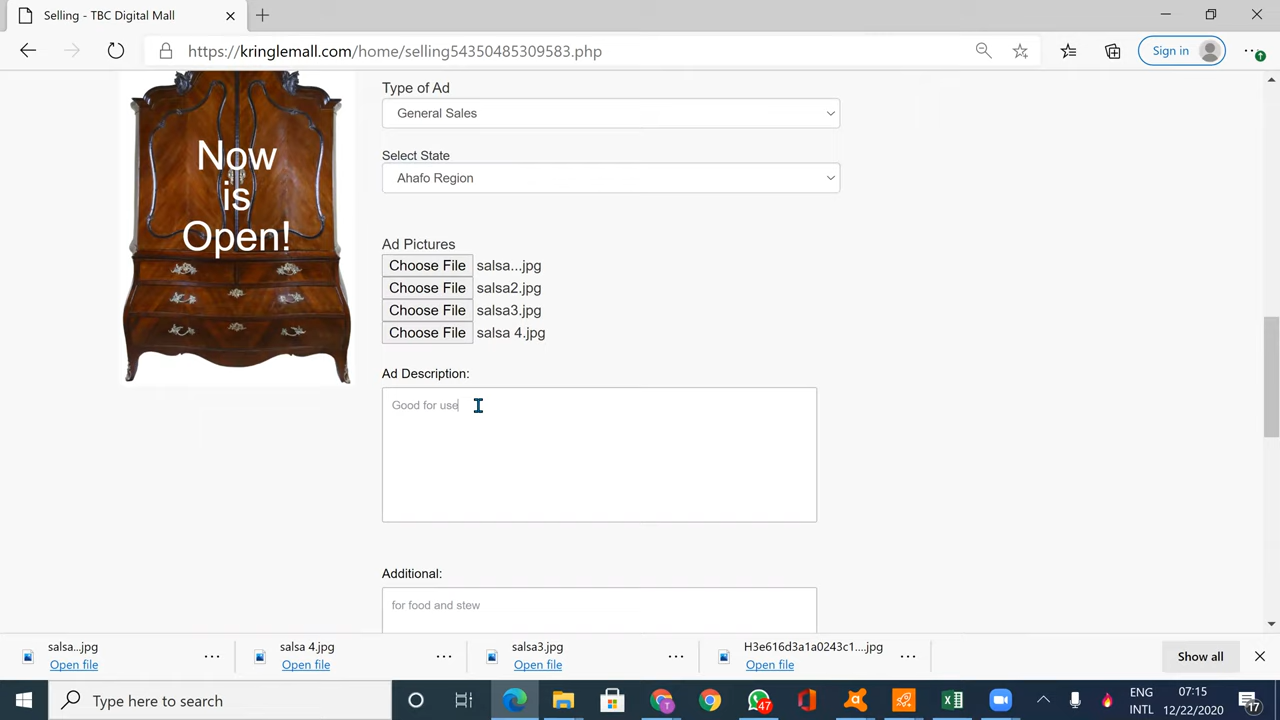 Selling - TBC Digital Mall
https://kringlemall.com/home/selling54350485309583.php
Sign in
Now
is
Open!
Type of Ad
General Sales
Select State
Ahafo Region
Ad Pictures
Choose File salsa...jpg
Choose File salsa2.jpg
Choose File salsa3.jpg
Choose File salsa 4.jpg
Ad Description:
Good for use
Additional:
for food and stew
salsa...jpg
Open file
salsa 4.jpg
Open file
salsa3.jpg
Open file
H3e616d3a1a0243c1....jpg
Open file
Show all
Type here to search
47
ENG
INTL
07:15
12/22/2020
17